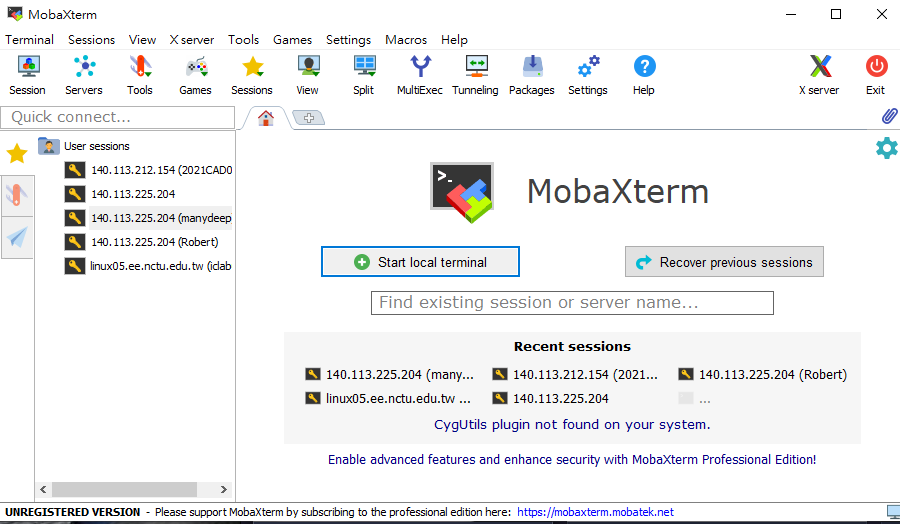 MobaXterm
Terminal Sessions View X server Tools Games Settings Macros Help
Session Servers Tools Games Sessions View Split MultiExec Tunneling Packages Settings Help X server Exit
Quick connect...
User sessions
140.113.212.154 (2021CAD0
140.113.225.204
140.113.225.204 (manydeep
140.113.225.204 (Robert)
linux05.ee.nctu.edu.tw (iclab
>_
MobaXterm
Start local terminal Recover previous sessions
Find existing session or server name...
Recent sessions
140.113.225.204 (many... 140.113.212.154 (2021... 140.113.225.204 (Robert)
linux05.ee.nctu.edu.tw ... 140.113.225.204 ...
CygUtils plugin not found on your system.
Enable advanced features and enhance security with MobaXterm Professional Edition!
UNREGISTERED VERSION - Please support MobaXterm by subscribing to the professional edition here: https://mobaxterm.mobatek.net